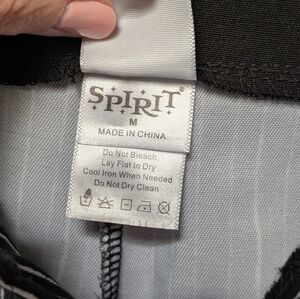 SPIRIT
M
MADE IN CHINA
Do Not Bleach
Lay Flat to Dry
Cool Iron When Needed
Do Not Dry Clean